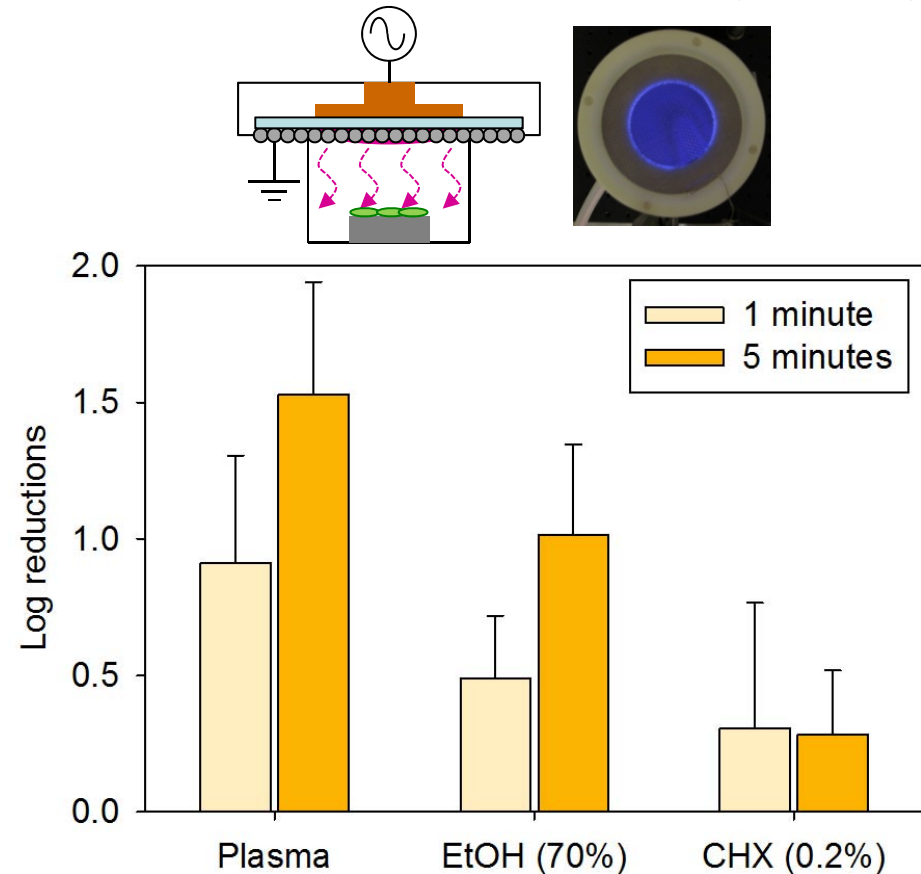 2.0
1.5
1.0
0.5
0.0
Log reductions
1 minute
5 minutes
Plasma EtOH (70%) CHX (0.2%)